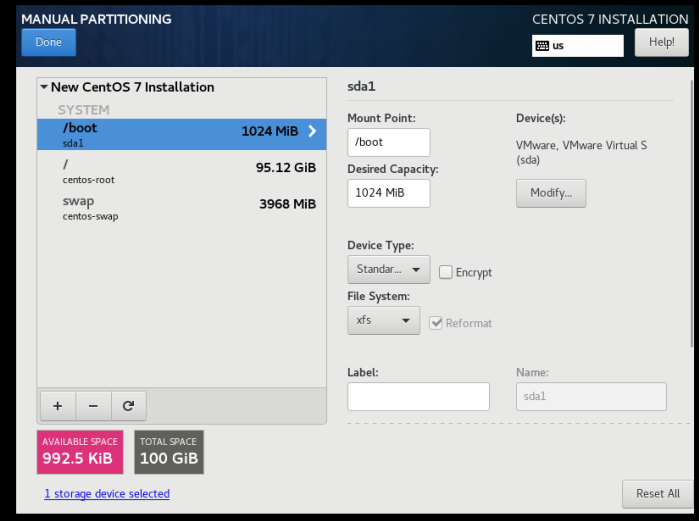 MANUAL PARTITIONING
CENTOS 7 INSTALLATION
Done
us
Help!
New CentOS 7 Installation
SYSTEM
/boot
1024 MiB
sda1
/
95.12 GiB
centos-root
swap
3968 MiB
centos-swap
+ −
AVAILABLE SPACE
992.5 KiB
TOTAL SPACE
100 GiB
1 storage device selected
sda1
Mount Point:
/boot
Device(s):
VMware, VMware Virtual S
(sda)
Desired Capacity:
1024 MiB
Modify...
Device Type:
Standar...
Encrypt
File System:
xfs
Reformat
Label:
Name:
sda1
Reset All